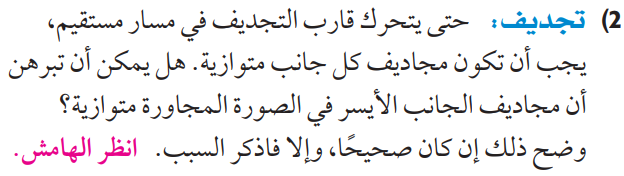 2) تجديف: حتى يتحرك قارب التجديف في مسار مستقيم،
يجب أن تكون مجاديف كل جانب متوازية. هل يمكن أن تبرهن
أن مجاديف الجانب الأيسر في الصورة المجاورة متوازية؟
وضح ذلك إن كان صحيحًا، وإلا فاذكر السبب. انظر الهامش.